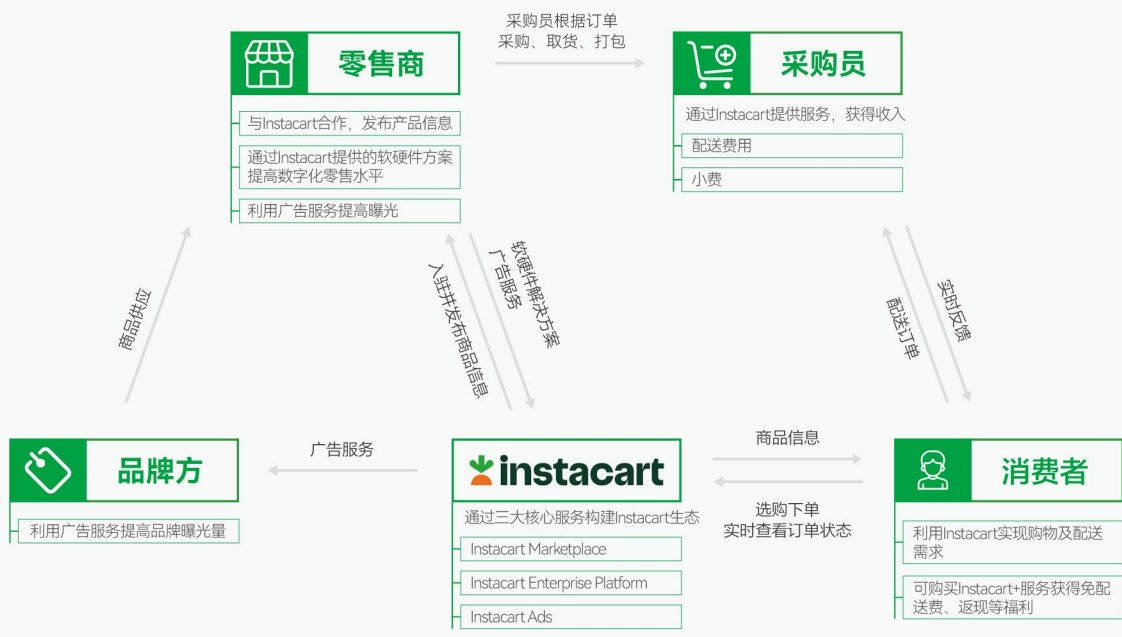 采购员根据订单
采购、取货、打包
零售商
采购员
与Instacart合作，发布产品信息
通过Instacart提供的软硬件方案
提高数字化零售水平
利用广告服务提高曝光
通过Instacart提供服务，获得收入
配送费用
小费
商品供应
入驻并发布商品信息
软硬件解决方案
广告服务
配送订单
实时反馈
品牌方
广告服务
instacart
商品信息
选购下单
实时查看订单状态
消费者
利用广告服务提高品牌曝光量
通过三大核心服务构建Instacart生态
Instacart Marketplace
Instacart Enterprise Platform
Instacart Ads
利用Instacart实现购物及配送
需求
可购买Instacart+服务获得免配
送费、返现等福利